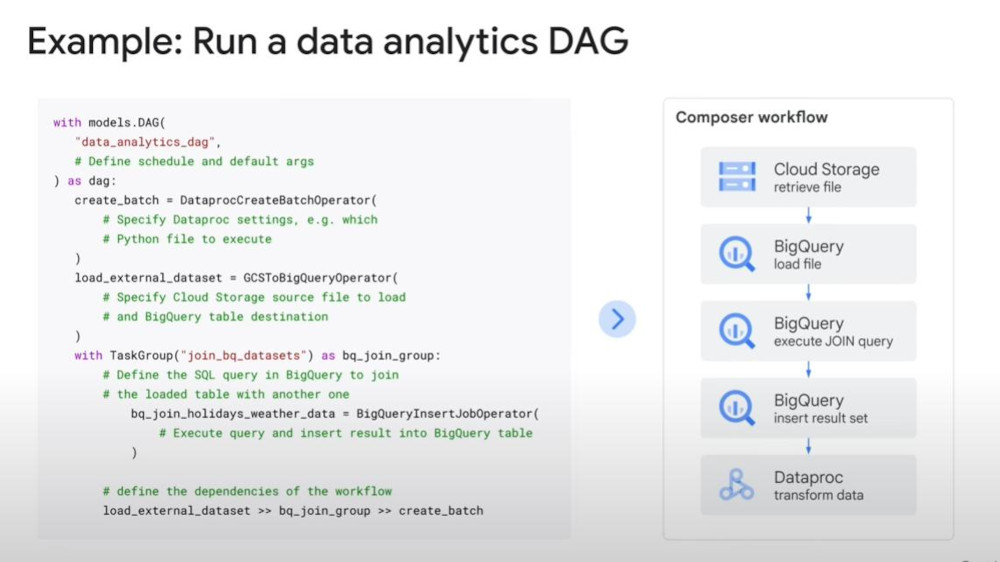 Example: Run a data analytics DAG
with models.DAG(
"data_analytics_dag",
# Define schedule and default args
) as dag:
create_batch = DataprocCreateBatchOperator(
# Specify Dataproc settings, e.g. which
# Python file to execute
)
load_external_dataset = GCSToBigQueryOperator(
# Specify Cloud Storage source file to load
# and BigQuery table destination
)
with TaskGroup("join_bq_datasets") as bq_join_group:
# Define the SQL query in BigQuery to join
# the loaded table with another one
bq_join_holidays_weather_data = BigQueryInsertJobOperator(
# Execute query and insert result into BigQuery table
)
# define the dependencies of the workflow
load_external_dataset >> bq_join_group >> create_batch
Composer workflow
Cloud Storage
retrieve file
BigQuery
load file
BigQuery
execute JOIN query
BigQuery
insert result set
Dataproc
transform data